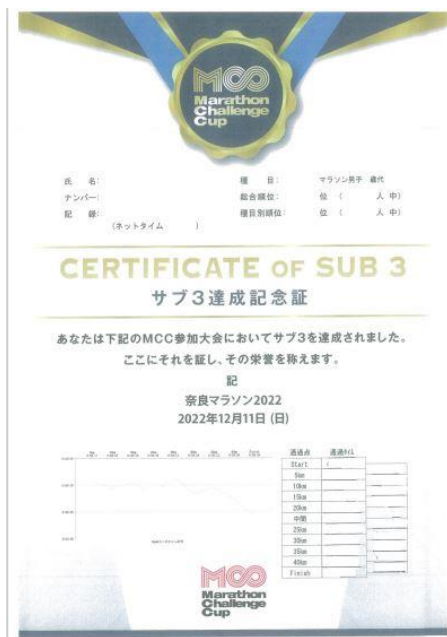 MCC
Marathon
Challenge
Cup
氏 名: 種 目: マラソン男子 歳代
ナンバー: 総合順位: 位 ( 人 中)
記 録: 種目別順位: 位 ( 人 中)
(ネットタイム )
CERTIFICATE OF SUB 3
サブ3達成記念証
あなたは下記のMCC参加大会においてサブ3を達成されました。
ここにそれを証し、その栄誉を称えます。
記
奈良マラソン2022
2022年12月11日 (日)
通過点 通過タイム
Start (
5km
10km
15km
20km
中間
25km
30km
35km
40km
Finish
MCC
Marathon
Challenge
Cup